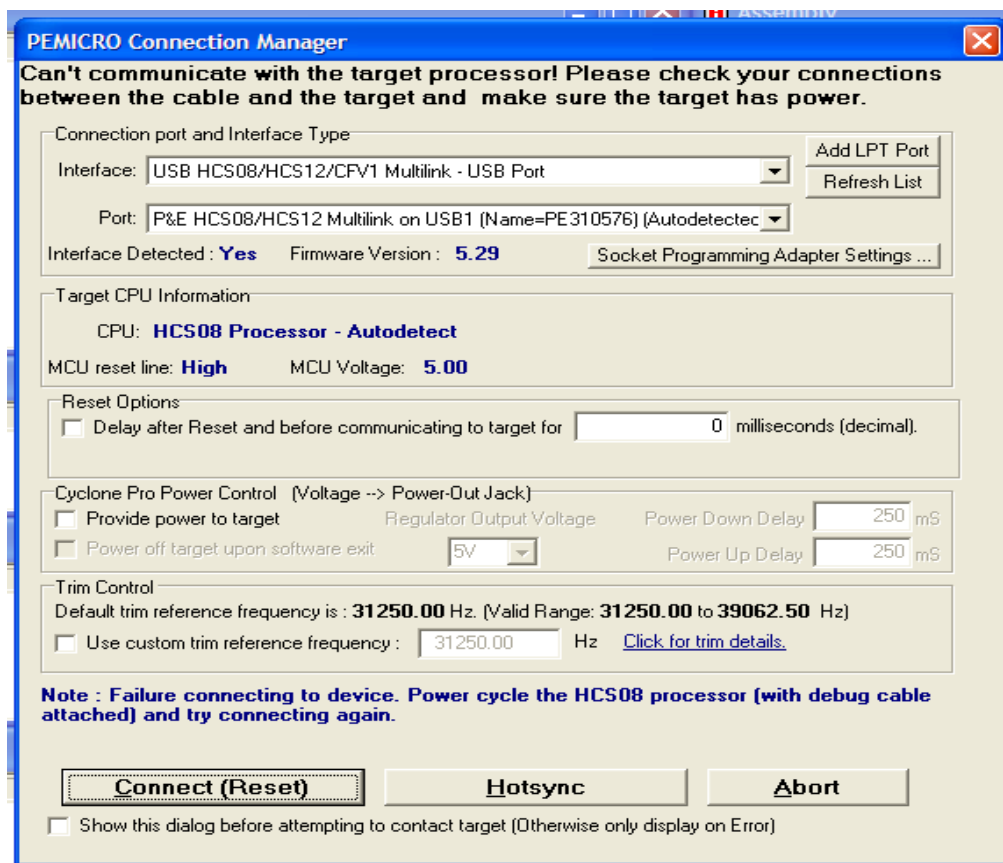 Assembly
PEMICRO Connection Manager
Can't communicate with the target processor! Please check your connections
between the cable and the target and make sure the target has power.
Connection port and Interface Type
Add LPT Port
Interface: USB HCS08/HCS12/CFV1 Multilink - USB Port
Refresh List
Port: P&E HCS08/HCS12 Multilink on USB1 (Name=PE310576) (Autodetected
Interface Detected : Yes Firmware Version : 5.29 Socket Programming Adapter Settings ...
Target CPU Information
CPU: HCS08 Processor - Autodetect
MCU reset line: High MCU Voltage: 5.00
Reset Options
Delay after Reset and before communicating to target for 0 milliseconds (decimal).
Cyclone Pro Power Control (Voltage --> Power-Out Jack)
Provide power to target Regulator Output Voltage Power Down Delay 250 mS
Power off target upon software exit 5V Power Up Delay 250 mS
Trim Control
Default trim reference frequency is : 31250.00 Hz. (Valid Range: 31250.00 to 39062.50 Hz)
Use custom trim reference frequency : 31250.00 Hz Click for trim details.
Note : Failure connecting to device. Power cycle the HCS08 processor (with debug cable
attached) and try connecting again.
Connect (Reset) Hotsync Abort
Show this dialog before attempting to contact target (Otherwise only display on Error)